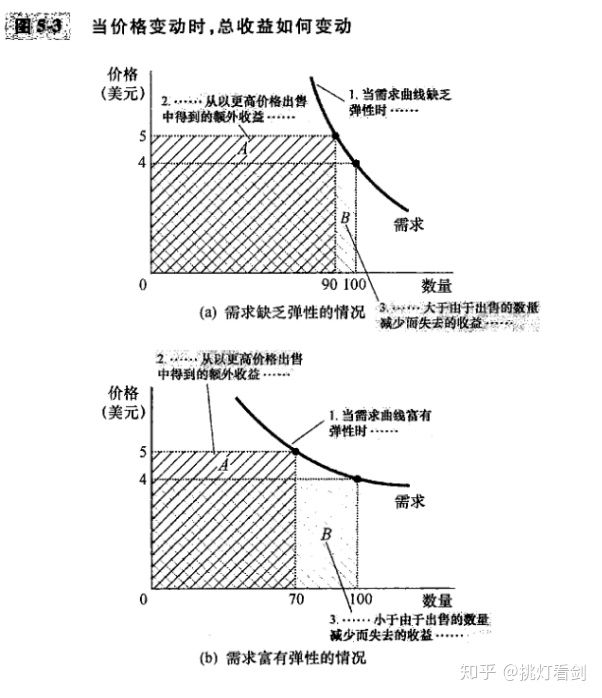 图5-3 当价格变动时,总收益如何变动
价格
(美元)
2.……从以更高价格出售
中得到的额外收益……
1.当需求曲线缺乏
弹性时……
5
A
4
B
需求
0
90 100
数量
3.……大于由于出售的数量
减少而失去的收益……
(a) 需求缺乏弹性的情况
2.……从以更高价格出售
中得到的额外收益……
价格
(美元)
1.当需求曲线富有
弹性时……
5
A
4
需求
B
0
70
100
数量
3.……小于由于出售的数量
减少而失去的收益……
(b) 需求富有弹性的情况
知乎 @挑灯看剑